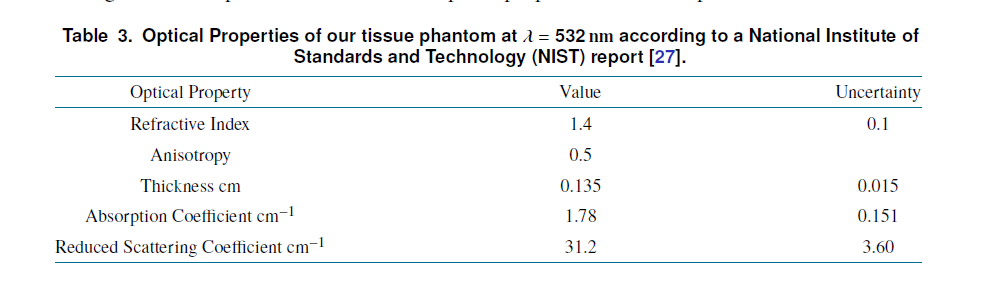 Table 3. Optical Properties of our tissue phantom at λ = 532 nm according to a National Institute of
Standards and Technology (NIST) report [27].
Optical Property Value Uncertainty
Refractive Index 1.4 0.1
Anisotropy 0.5
Thickness cm 0.135 0.015
Absorption Coefficient cm⁻¹ 1.78 0.151
Reduced Scattering Coefficient cm⁻¹ 31.2 3.60